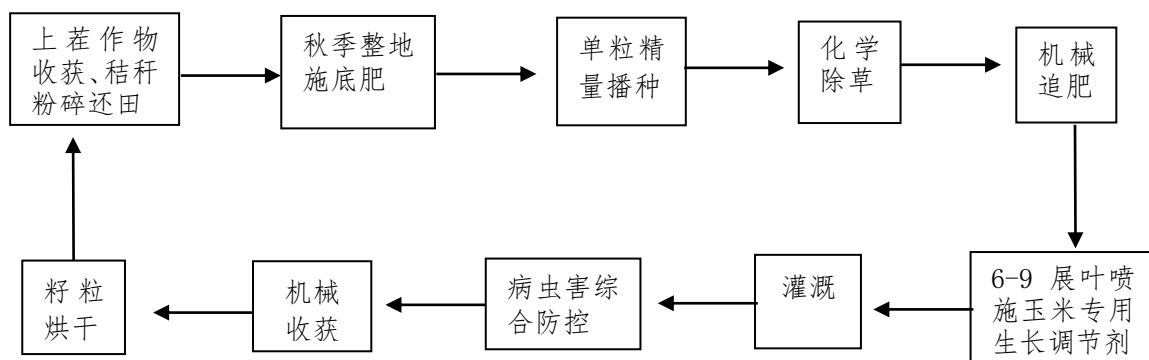 上茬作物
收获、秸秆
粉碎还田
秋季整地
施底肥
单粒精
量播种
化学
除草
机械
追肥
6-9 展叶喷
施玉米专用
生长调节剂
灌溉
病虫害综
合防控
机械
收获
籽粒
烘干